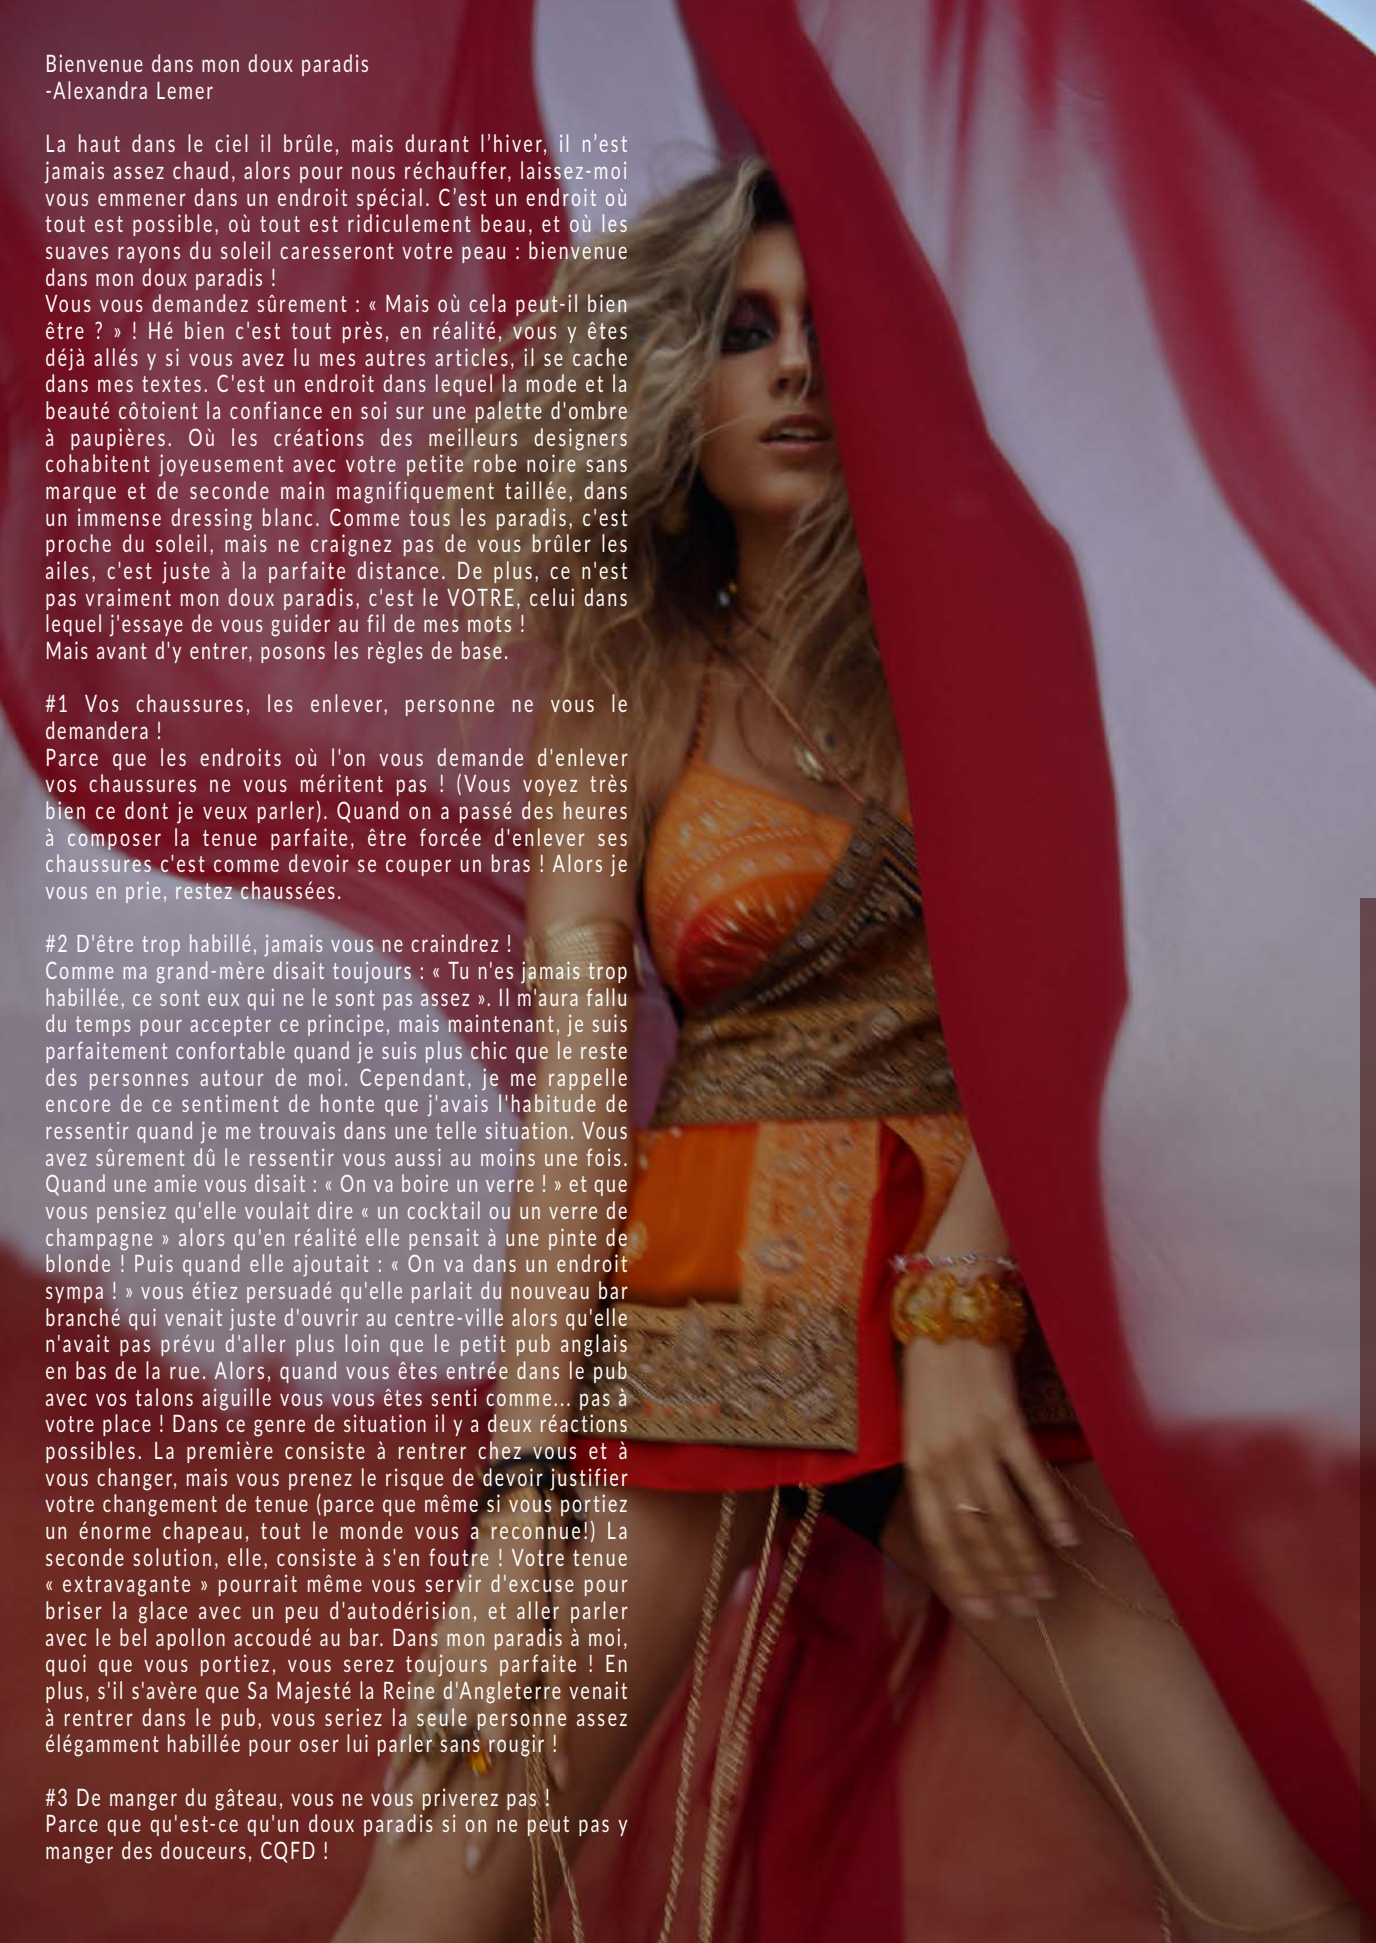 Bienvenue dans mon doux paradis
-Alexandra Lemer
La haut dans le ciel il brûle, mais durant l’hiver, il n’est
jamais assez chaud, alors pour nous réchauffer, laissez-moi
vous emmener dans un endroit spécial. C’est un endroit où
tout est possible, où tout est ridiculement beau, et où les
suaves rayons du soleil caresseront votre peau : bienvenue
dans mon doux paradis !
Vous vous demandez sûrement : « Mais où cela peut-il bien
être ? » ! Hé bien c'est tout près, en réalité, vous y êtes
déjà allés y si vous avez lu mes autres articles, il se cache
dans mes textes. C'est un endroit dans lequel la mode et la
beauté côtoient la confiance en soi sur une palette d'ombre
à paupières. Où les créations des meilleurs designers
cohabitent joyeusement avec votre petite robe noire sans
marque et de seconde main magnifiquement taillée, dans
un immense dressing blanc. Comme tous les paradis, c'est
proche du soleil, mais ne craignez pas de vous brûler les
ailes, c'est juste à la parfaite distance. De plus, ce n'est
pas vraiment mon doux paradis, c'est le VOTRE, celui dans
lequel j'essaye de vous guider au fil de mes mots !
Mais avant d'y entrer, posons les règles de base.
#1 Vos chaussures, les enlever, personne ne vous le
demandera !
Parce que les endroits où l'on vous demande d'enlever
vos chaussures ne vous méritent pas ! (Vous voyez très
bien ce dont je veux parler). Quand on a passé des heures
à composer la tenue parfaite, être forcée d'enlever ses
chaussures c'est comme devoir se couper un bras ! Alors je
vous en prie, restez chaussées.
#2 D'être trop habillé, jamais vous ne craindrez !
Comme ma grand-mère disait toujours : « Tu n'es jamais trop
habillée, ce sont eux qui ne le sont pas assez ». Il m'aura fallu
du temps pour accepter ce principe, mais maintenant, je suis
parfaitement confortable quand je suis plus chic que le reste
des personnes autour de moi. Cependant, je me rappelle
encore de ce sentiment de honte que j'avais l'habitude de
ressentir quand je me trouvais dans une telle situation. Vous
avez sûrement dû le ressentir vous aussi au moins une fois.
Quand une amie vous disait : « On va boire un verre ! » et que
vous pensiez qu'elle voulait dire « un cocktail ou un verre de
champagne » alors qu'en réalité elle pensait à une pinte de
blonde ! Puis quand elle ajoutait : « On va dans un endroit
sympa ! » vous étiez persuadé qu'elle parlait du nouveau bar
branché qui venait juste d'ouvrir au centre-ville alors qu'elle
n'avait pas prévu d'aller plus loin que le petit pub anglais
en bas de la rue. Alors, quand vous êtes entrée dans le pub
avec vos talons aiguille vous vous êtes senti comme... pas à
votre place ! Dans ce genre de situation il y a deux réactions
possibles. La première consiste à rentrer chez vous et à
vous changer, mais vous prenez le risque de devoir justifier
votre changement de tenue (parce que même si vous portiez
un énorme chapeau, tout le monde vous a reconnue!) La
seconde solution, elle, consiste à s'en foutre ! Votre tenue
« extravagante » pourrait même vous servir d'excuse pour
briser la glace avec un peu d'autodérision, et aller parler
avec le bel apollon accoudé au bar. Dans mon paradis à moi,
quoi que vous portiez, vous serez toujours parfaite ! En
plus, s'il s'avère que Sa Majesté la Reine d'Angleterre venait
à rentrer dans le pub, vous seriez la seule personne assez
élégamment habillée pour oser lui parler sans rougir !
#3 De manger du gâteau, vous ne vous priverez pas !
Parce que qu'est-ce qu'un doux paradis si on ne peut pas y
manger des douceurs, CQFD !